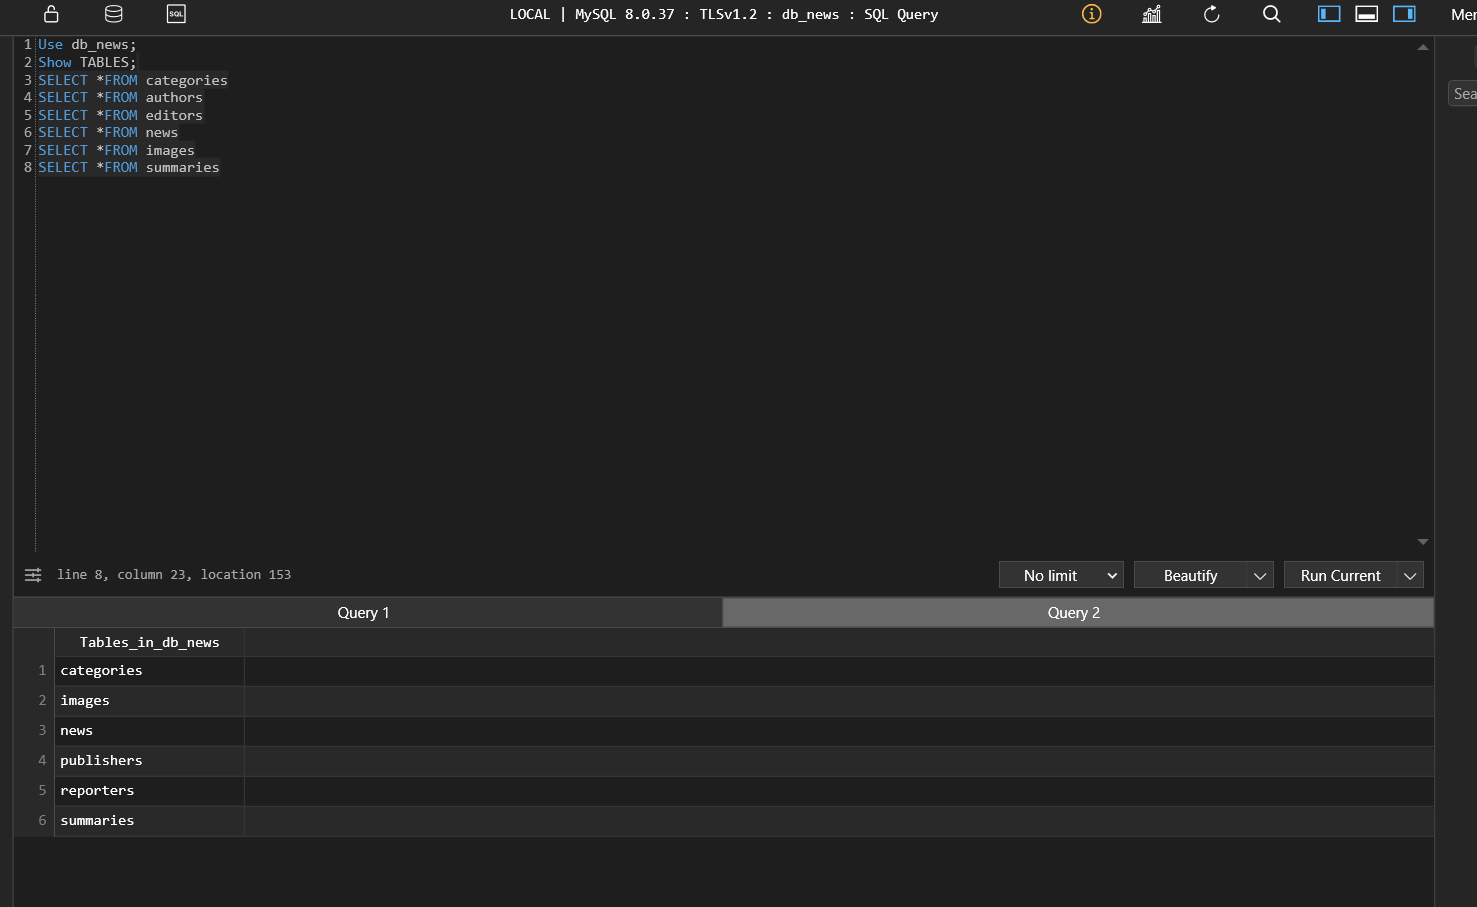 SQL
LOCAL | MySQL 8.0.37 : TLSv1.2 : db_news : SQL Query
Mer
1 Use db_news;
2 Show TABLES;
3 SELECT *FROM categories
4 SELECT *FROM authors
5 SELECT *FROM editors
6 SELECT *FROM news
7 SELECT *FROM images
8 SELECT *FROM summaries
Sea
line 8, column 23, location 153
No limit
Beautify
Run Current
Query 1
Query 2
Tables_in_db_news
1 categories
2 images
3 news
4 publishers
5 reporters
6 summaries